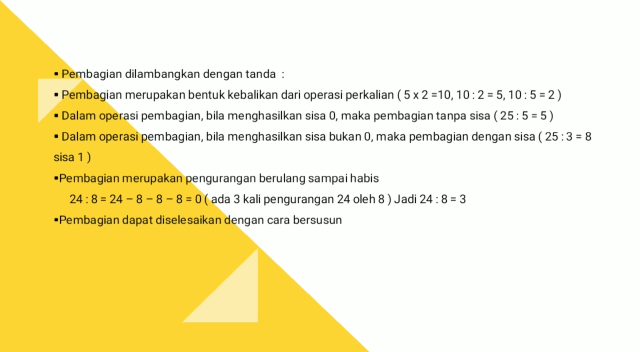 ▪ Pembagian dilambangkan dengan tanda :
▪ Pembagian merupakan bentuk kebalikan dari operasi perkalian ( 5 x 2 =10, 10 : 2 = 5, 10 : 5 = 2 )
▪ Dalam operasi pembagian, bila menghasilkan sisa 0, maka pembagian tanpa sisa ( 25 : 5 = 5 )
▪ Dalam operasi pembagian, bila menghasilkan sisa bukan 0, maka pembagian dengan sisa ( 25 : 3 = 8
sisa 1 )
▪Pembagian merupakan pengurangan berulang sampai habis
24 : 8 = 24 – 8 – 8 – 8 = 0 ( ada 3 kali pengurangan 24 oleh 8 ) Jadi 24 : 8 = 3
▪Pembagian dapat diselesaikan dengan cara bersusun